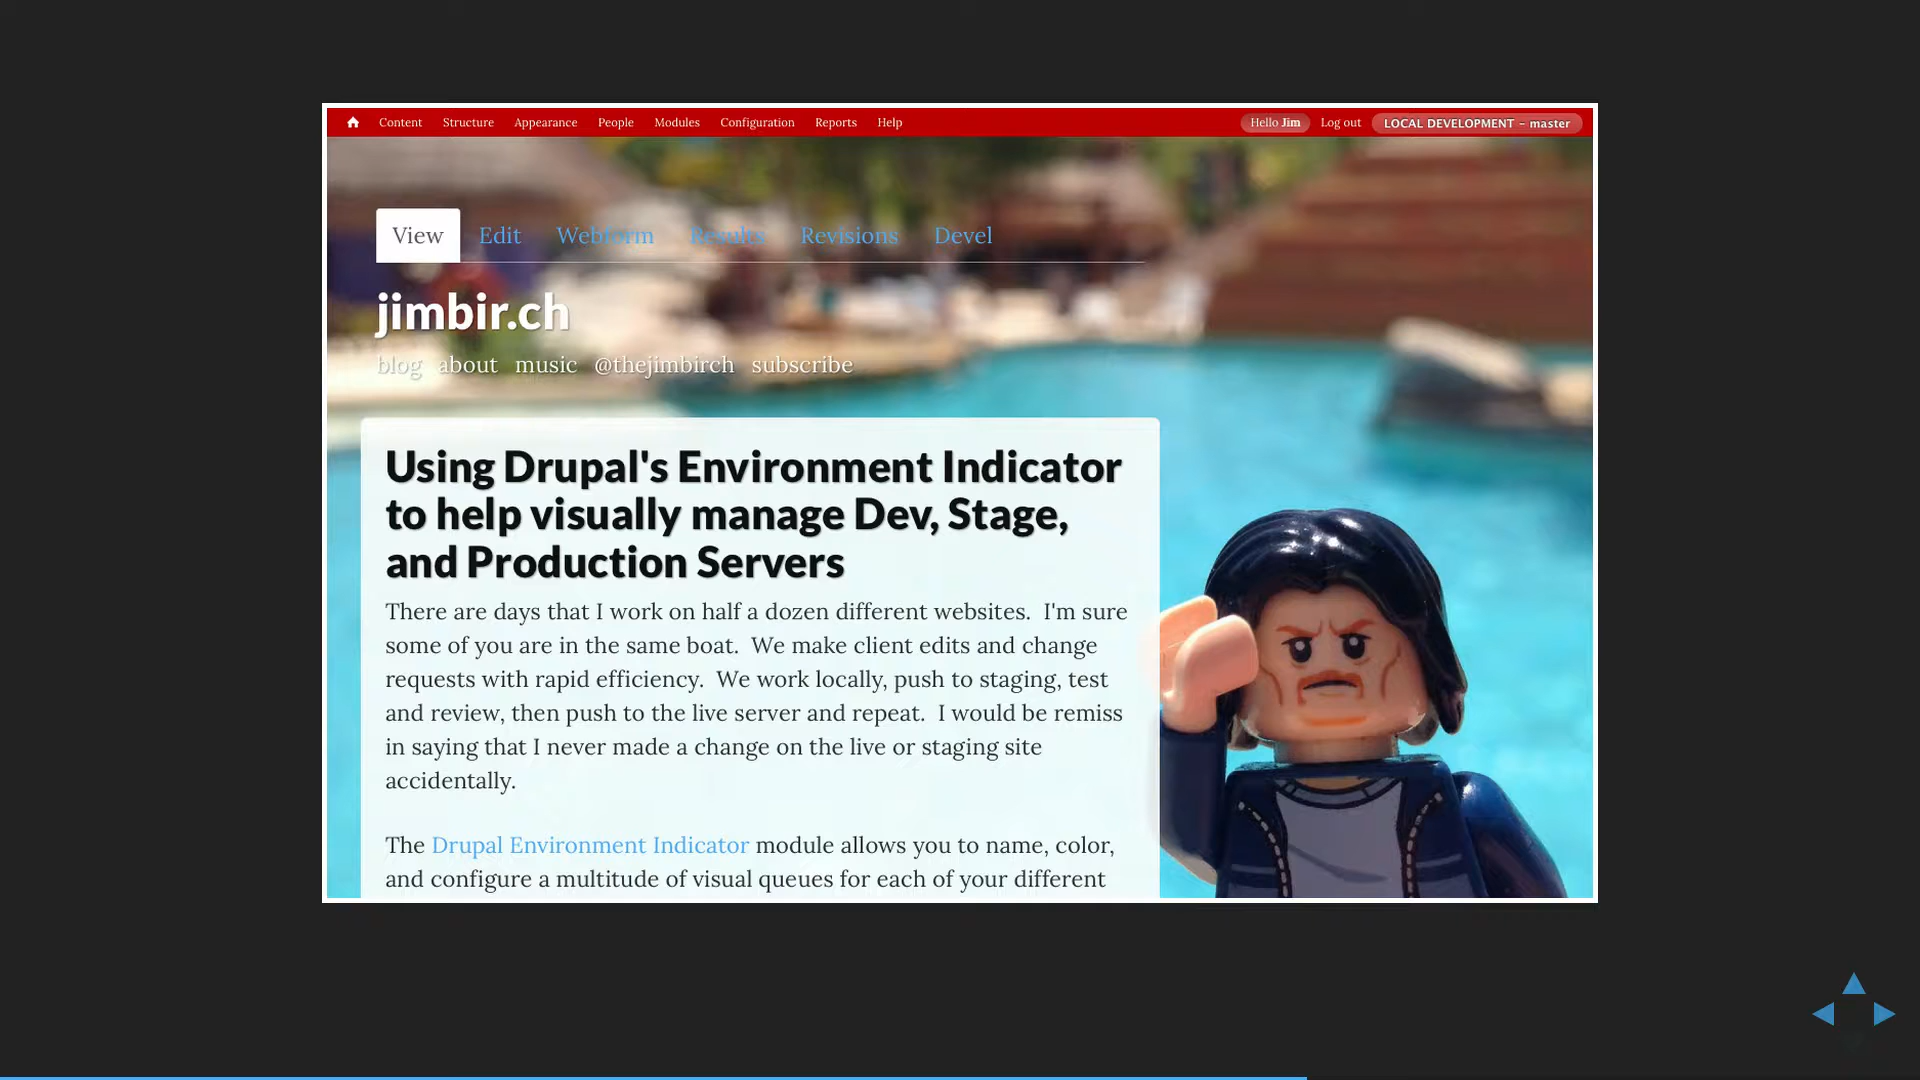 Content Structure Appearance People Modules Configuration Reports Help Hello Jim Log out LOCAL DEVELOPMENT - master
View Edit Webform Results Revisions Devel
jimbir.ch
blog about music @thejimbirch subscribe
Using Drupal's Environment Indicator
to help visually manage Dev, Stage,
and Production Servers
There are days that I work on half a dozen different websites. I'm sure
some of you are in the same boat. We make client edits and change
requests with rapid efficiency. We work locally, push to staging, test
and review, then push to the live server and repeat. I would be remiss
in saying that I never made a change on the live or staging site
accidentally.
The Drupal Environment Indicator module allows you to name, color,
and configure a multitude of visual queues for each of your different